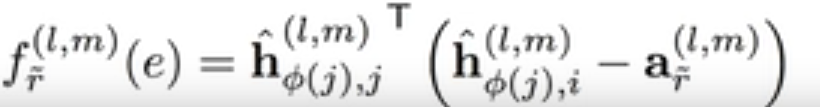 $f_{\tilde{r}}^{(l,m)}(e) = \hat{\mathbf{h}}_{\phi(j),j}^{(l,m)\top} \left( \hat{\mathbf{h}}_{\phi(j),i}^{(l,m)} - \mathbf{a}_{\tilde{r}}^{(l,m)} \right)$